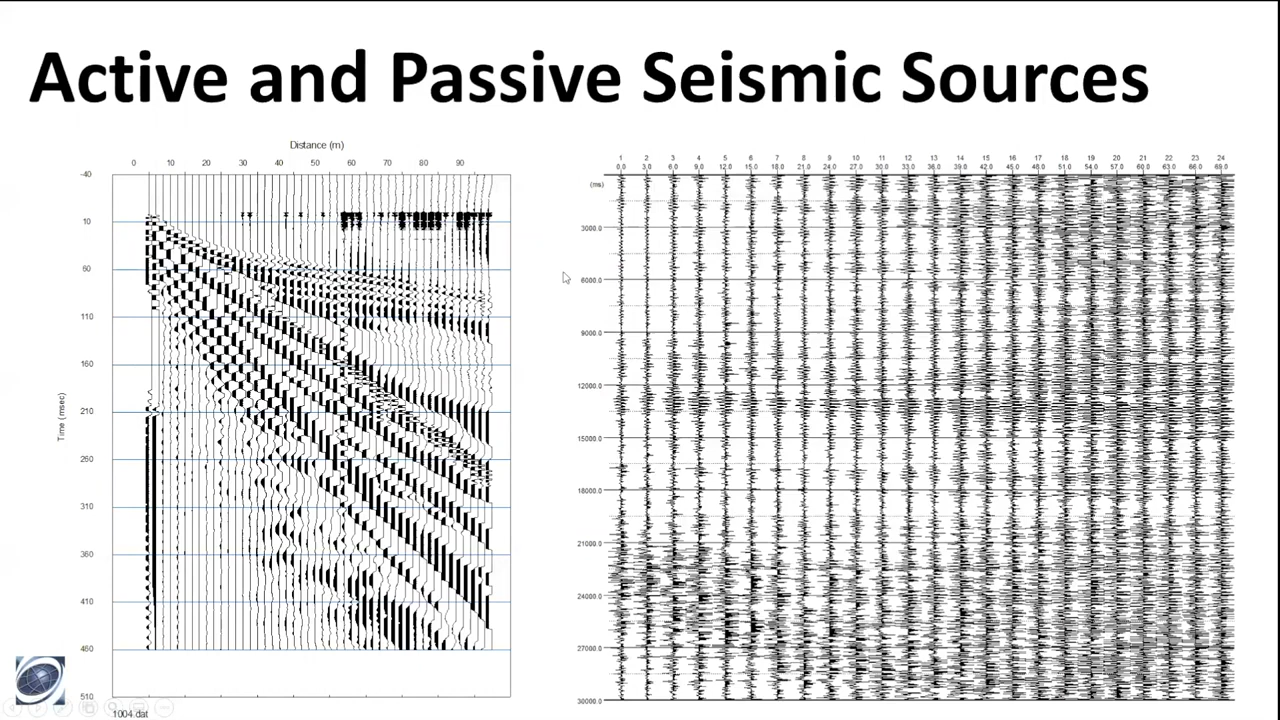 Active and Passive Seismic Sources
Distance (m)
0 10 20 30 40 50 60 70 80 90
-40
10
60
110
160
210
260
310
360
410
460
510
Time (msec)
1004.dat
1 2 3 4 5 6 7 8 9 10 11 12 13 14 15 16 17 18 19 20 21 22 23 24
0.0 3.0 6.0 9.0 12.0 15.0 18.0 21.0 24.0 27.0 30.0 33.0 36.0 39.0 42.0 45.0 48.0 51.0 54.0 57.0 60.0 63.0 66.0 69.0
(ms)
3000.0
6000.0
9000.0
12000.0
15000.0
18000.0
21000.0
24000.0
27000.0
30000.0